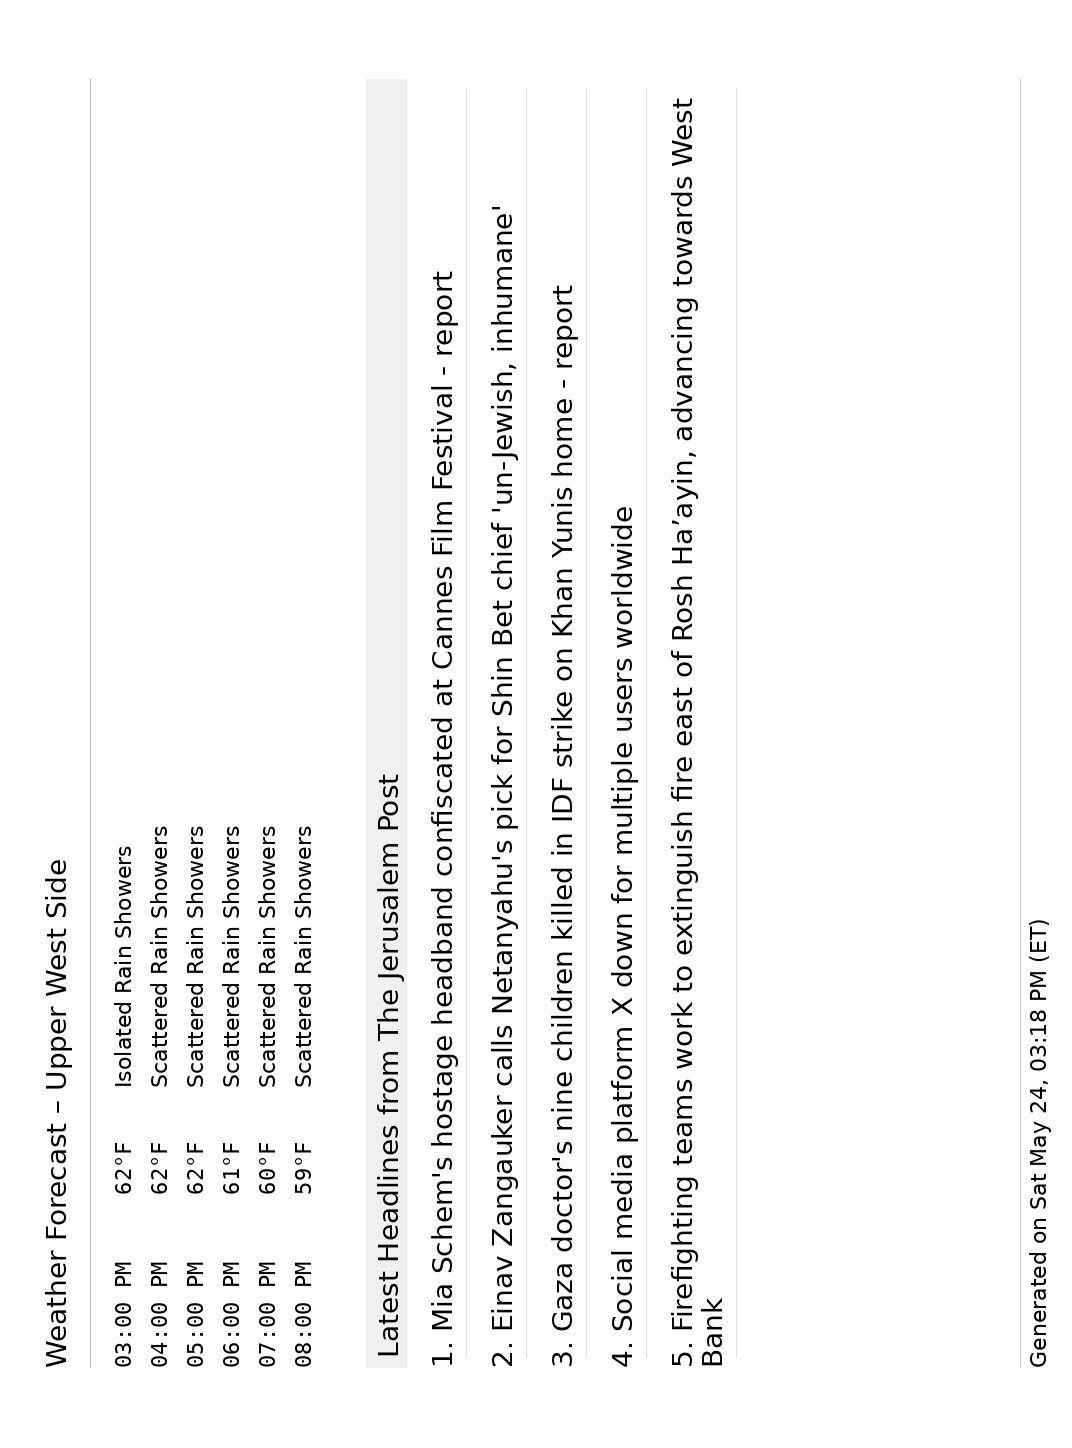 Weather Forecast – Upper West Side
03:00 PM 62°F Isolated Rain Showers
04:00 PM 62°F Scattered Rain Showers
05:00 PM 62°F Scattered Rain Showers
06:00 PM 61°F Scattered Rain Showers
07:00 PM 60°F Scattered Rain Showers
08:00 PM 59°F Scattered Rain Showers
Latest Headlines from The Jerusalem Post
1. Mia Schem's hostage headband confiscated at Cannes Film Festival - report
2. Einav Zangauker calls Netanyahu's pick for Shin Bet chief 'un-Jewish, inhumane'
3. Gaza doctor's nine children killed in IDF strike on Khan Yunis home - report
4. Social media platform X down for multiple users worldwide
5. Firefighting teams work to extinguish fire east of Rosh Ha’ayin, advancing towards West
Bank
Generated on Sat May 24, 03:18 PM (ET)